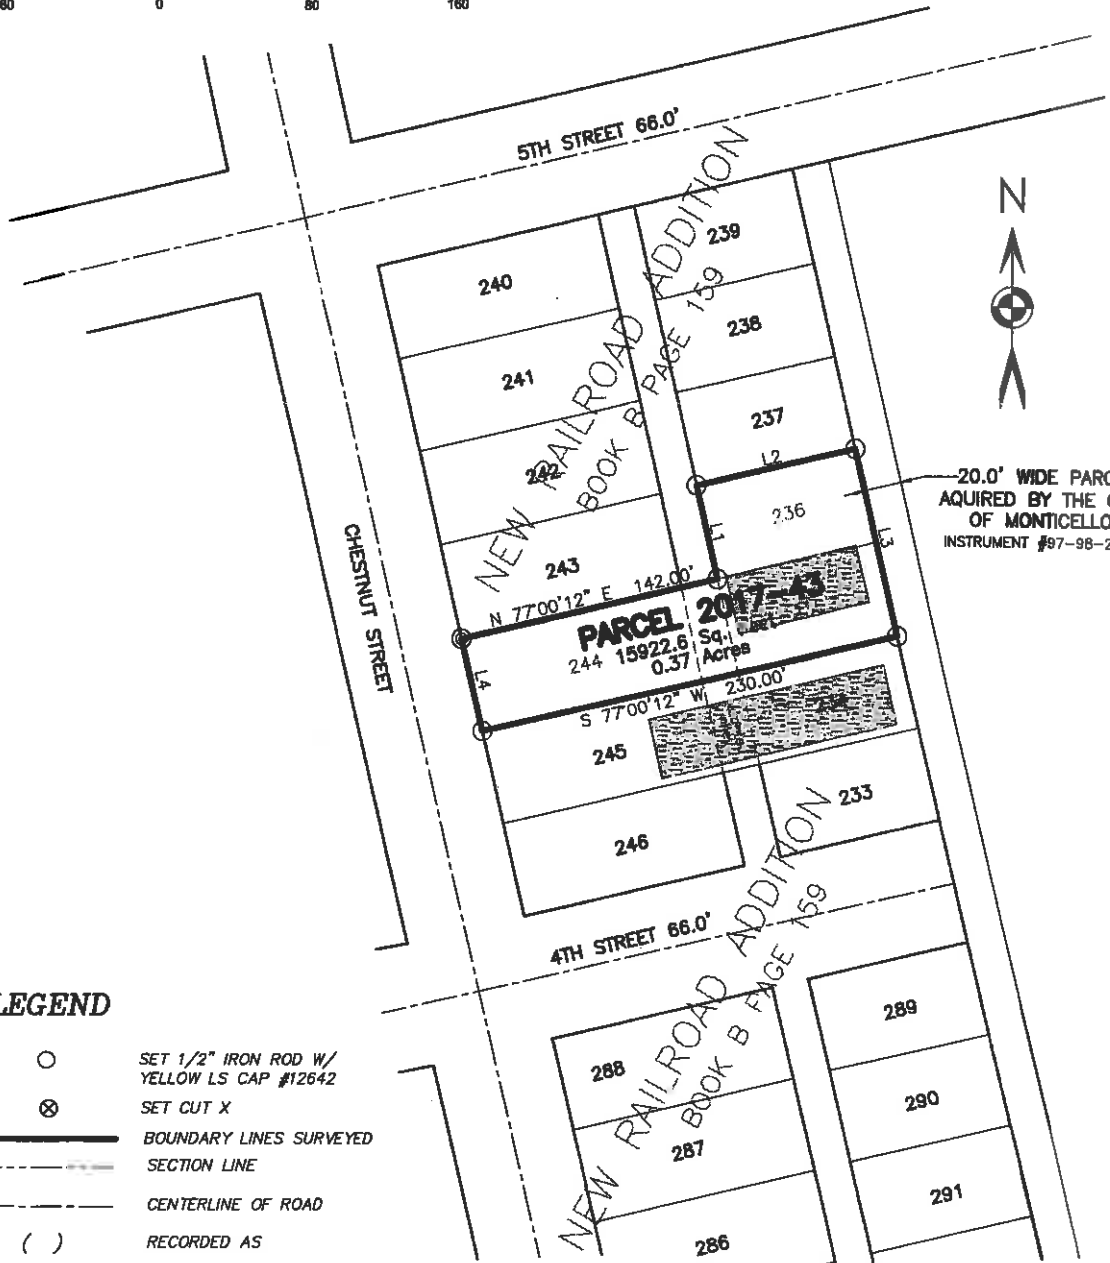 60 0 80 160
5TH STREET 66.0'
N
NEW RAILROAD ADDITION
BOOK B PAGE 159
239
240
238
241
237
242
L2
20.0' WIDE PARC
AQUIRED BY THE
OF MONTICELLO
INSTRUMENT #97-98-2
236
L1
L3
243
CHESTNUT STREET
N 77°00'12" E 142.00'
PARCEL 2017-43
244 15922.6 Sq.
0.37 Acres
L4
S 77°00'12" W 230.00'
245
233
246
NEW RAILROAD ADDITION
BOOK B PAGE 159
4TH STREET 66.0'
289
288
290
287
291
286
LEGEND
SET 1/2" IRON ROD W/
YELLOW LS CAP #12642
SET CUT X
BOUNDARY LINES SURVEYED
SECTION LINE
CENTERLINE OF ROAD
( ) RECORDED AS